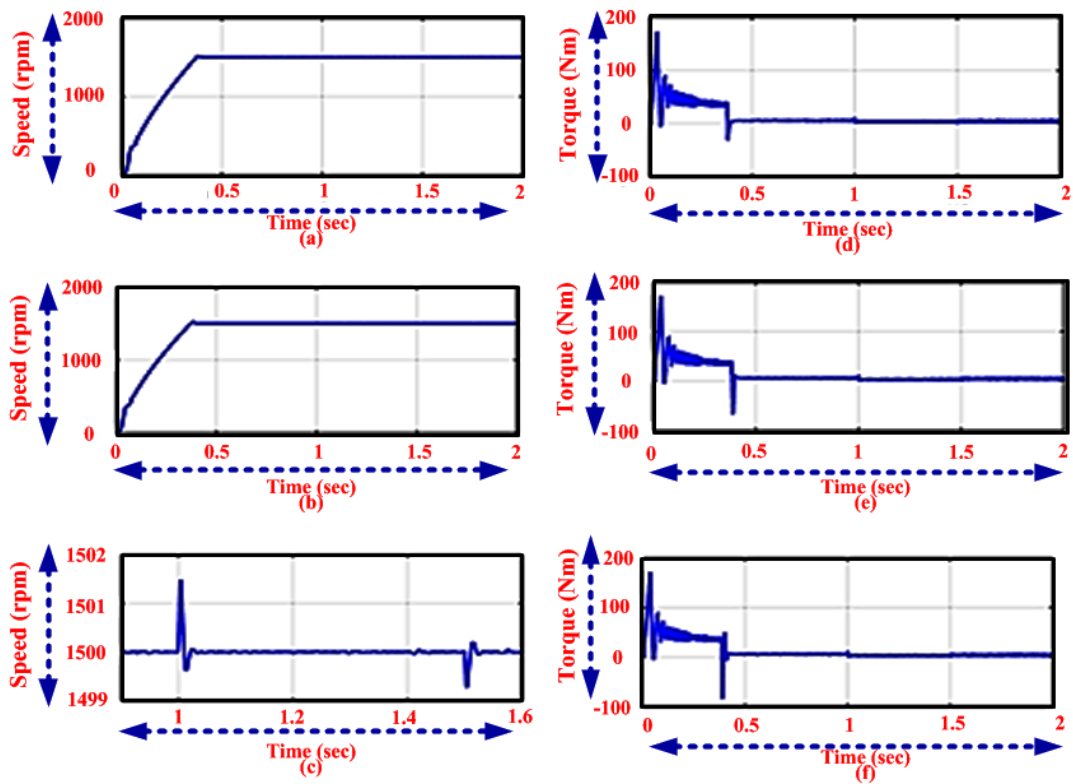 Speed (rpm)
2000
1000
0
0 0.5 1 1.5 2
Time (sec)
(a)
Torque (Nm)
200
100
0
-100
0 0.5 1 1.5 2
Time (sec)
(d)
Speed (rpm)
2000
1000
0
0 0.5 1 1.5 2
Time (sec)
(b)
Torque (Nm)
200
100
0
-100
0 0.5 1 1.5 2
Time (sec)
(e)
Speed (rpm)
1502
1501
1500
1499
1 1.2 1.4 1.6
Time (sec)
(c)
Torque (Nm)
200
100
0
-100
0 0.5 1 1.5 2
Time (sec)
(f)